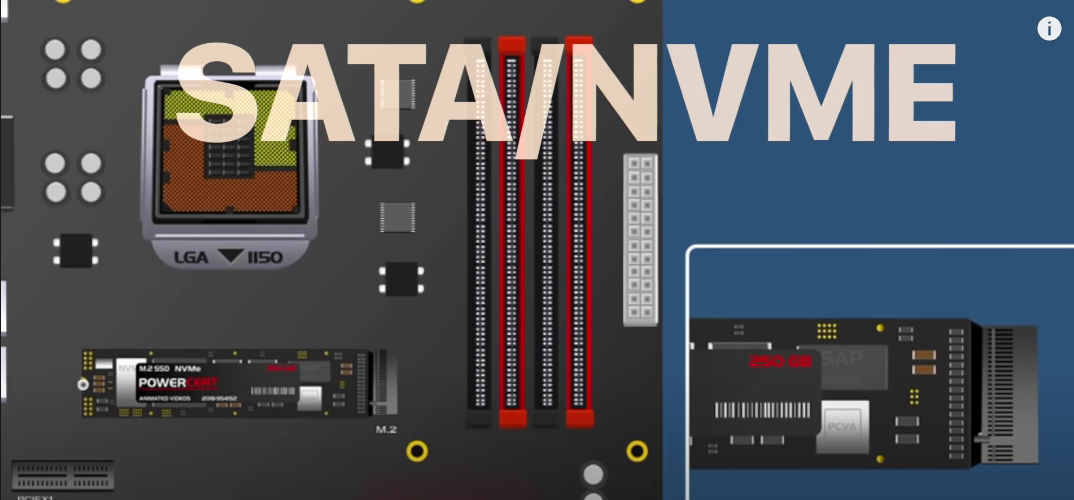 SATA/NVME
i
LGA 1150
250 GB
SAP
PCVA
M.2 SSD NVMe
POWERCERT
ANIMATED VIDEOS
M.2
PCIEX1